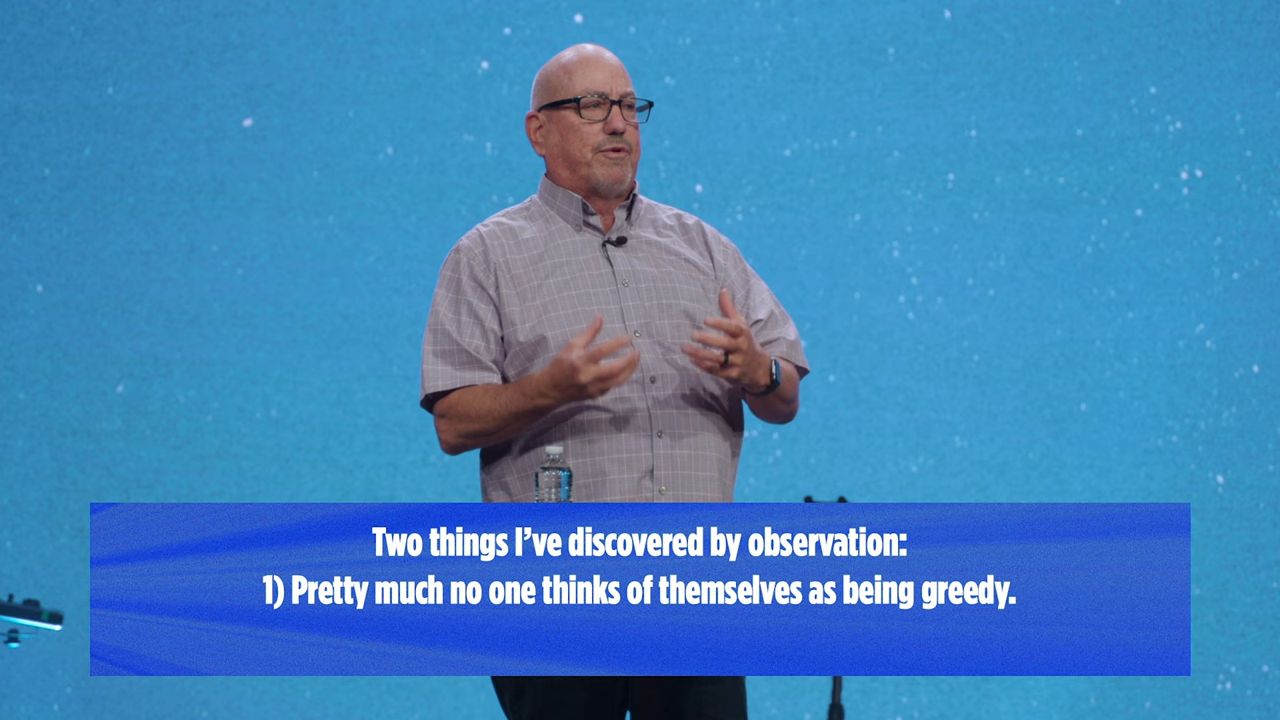 Two things I’ve discovered by observation:
1) Pretty much no one thinks of themselves as being greedy.